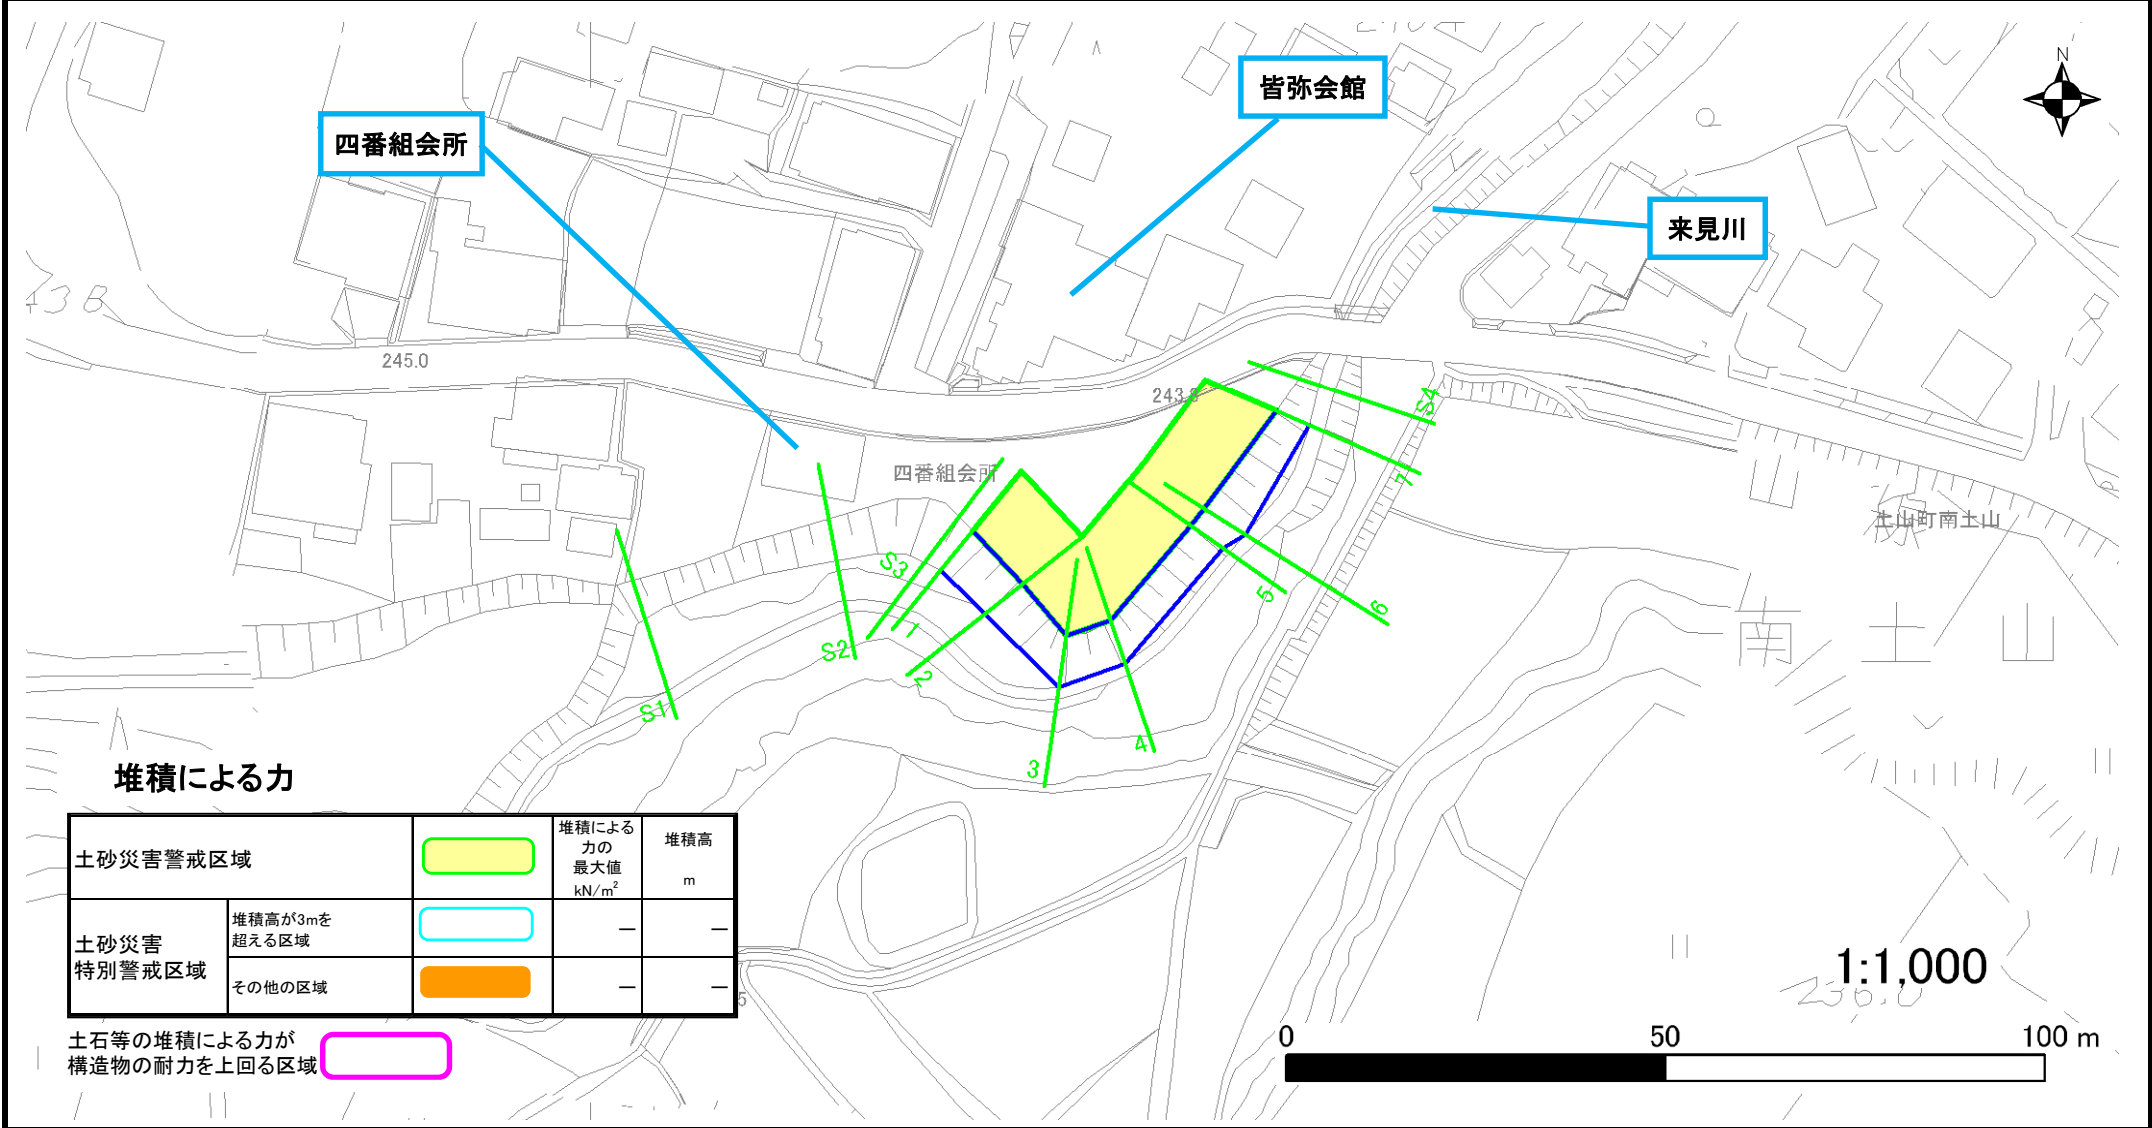 皆弥会館
四番組会所
来見川
N
245.0
243.8
四番組会所
土山町南土山
南土山
S1
S2
S3
1
2
3
4
5
6
7
S4
堆積による力
土砂災害警戒区域
堆積による
力の
最大値
kN/m²
堆積高
m
土砂災害
特別警戒区域
堆積高が3mを
超える区域
—
—
その他の区域
—
—
土石等の堆積による力が
構造物の耐力を上回る区域
1:1,000
236.0
0
50
100 m